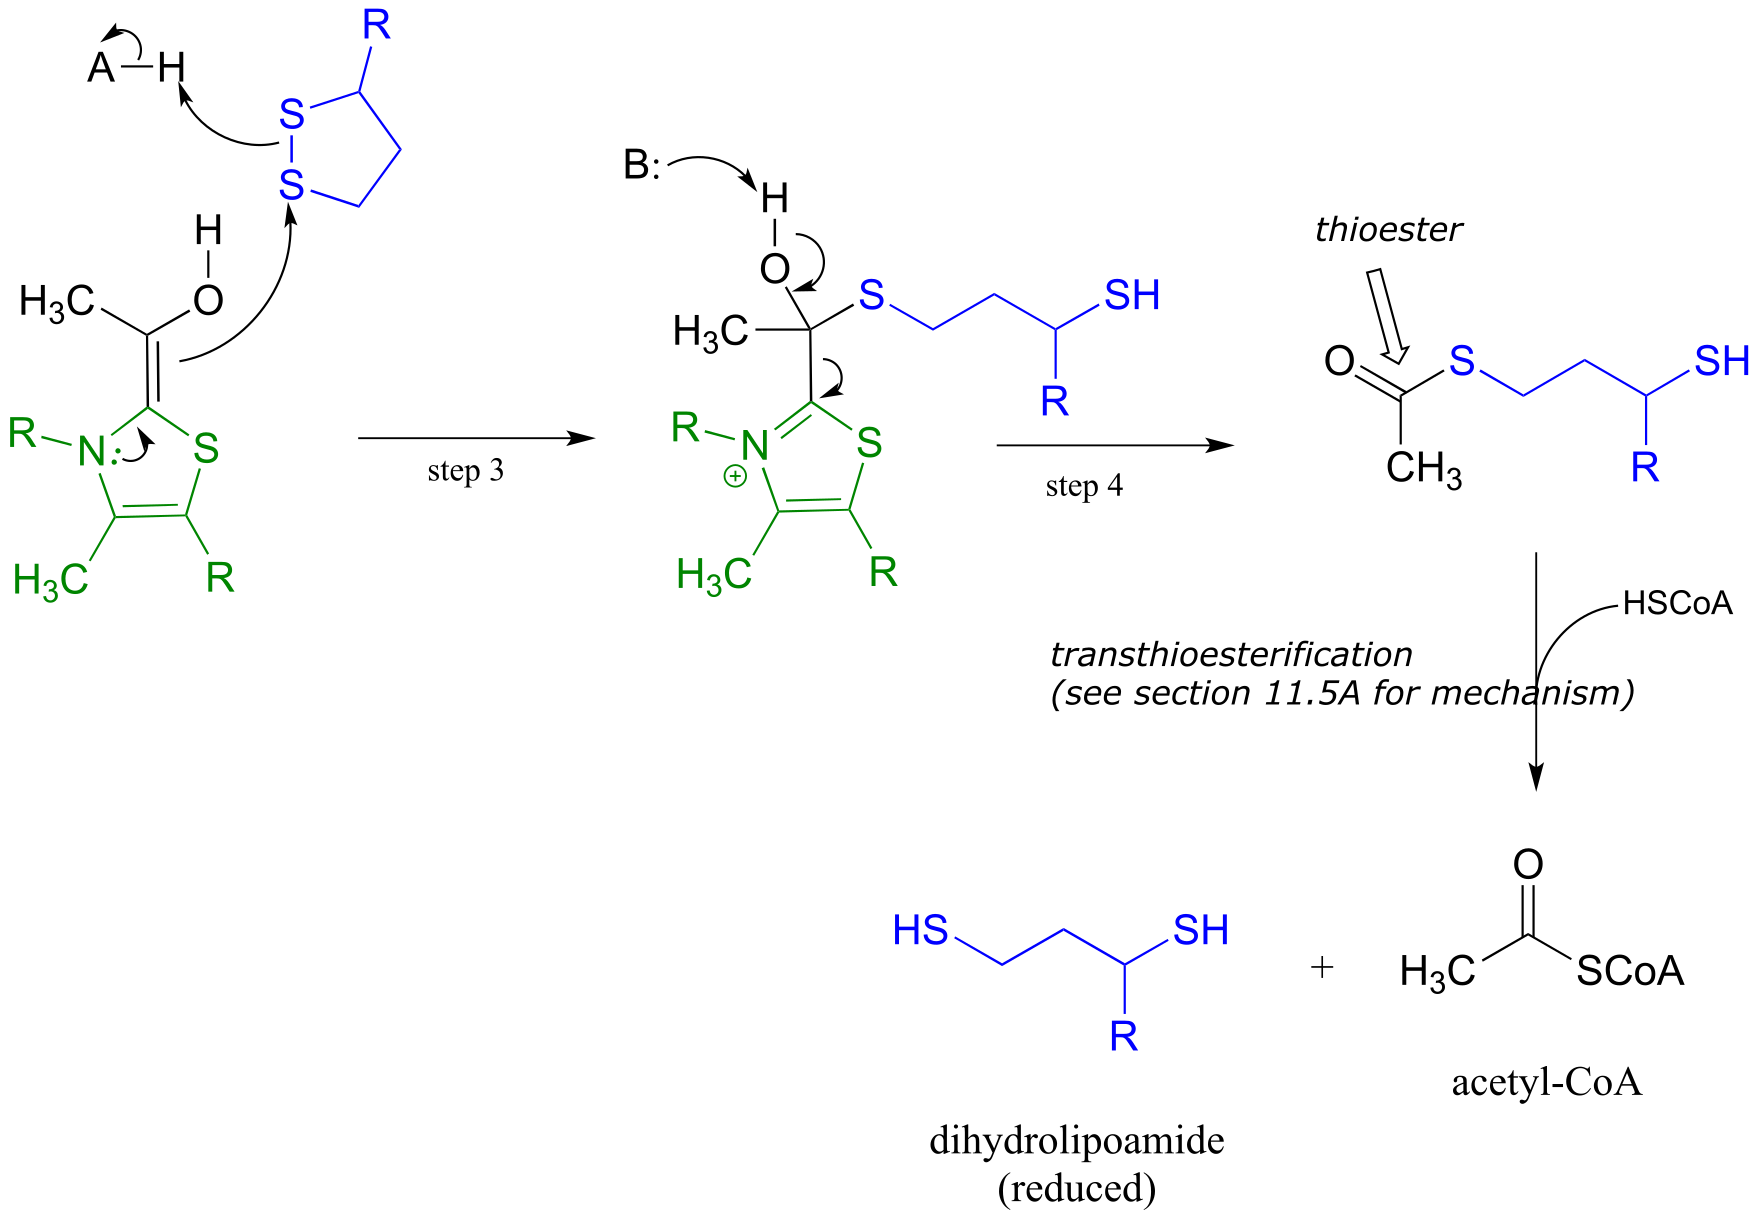 R
A H
S
S
H
H₃C O
R N: S
H₃C R
step 3
B:
H
O
S SH
H₃C
R
R N S
+
H₃C R
step 4
thioester
O S SH
CH₃ R
HSCoA
transthioesterification
(see section 11.5A for mechanism)
HS SH
R
+
O
H₃C SCoA
acetyl-CoA
dihydrolipoamide
(reduced)